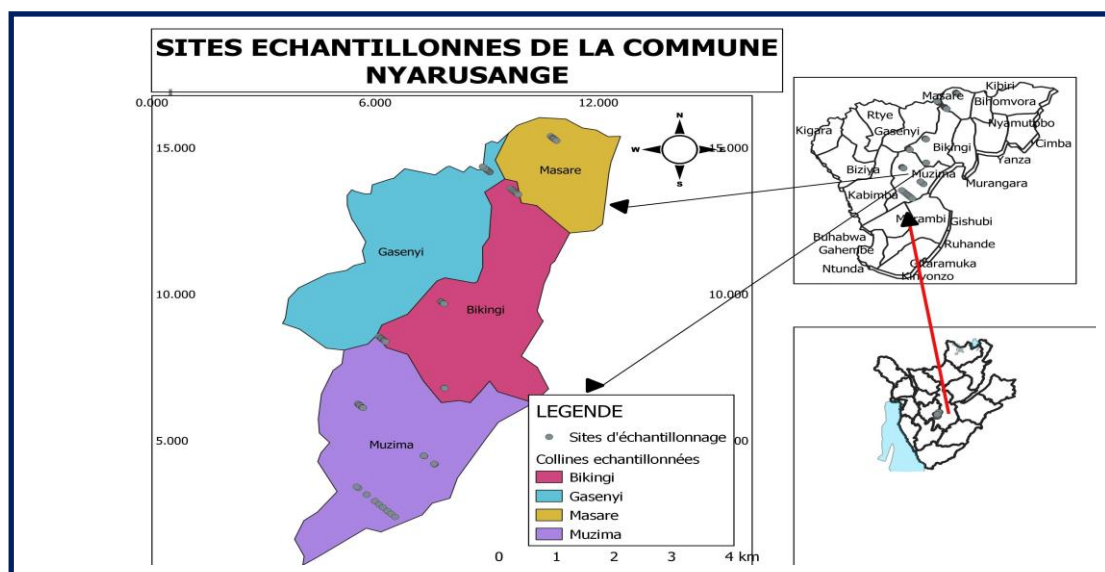 SITES ECHANTILLONNES DE LA COMMUNE
NYARUSANGE
0.000
6.000
12.000
15.000
15.000
10.000
10.000
5.000
N
W
E
S
Masare
Gasenyi
Bikingi
Muzima
LEGENDE
Sites d'échantillonnage
Collines echantillonnées
Bikingi
Gasenyi
Masare
Muzima
0 1 2 3 4 km
Kibiri
Masare
Bihomvora
Rtye
Gasenyi
Nyamutobo
Kigara
Cimba
Bikingi
Yanza
Biziya
Muzima
Murangara
Kabimba
Gishubi
Buhabwa
Ruhande
Gahembe
Ntunda
Kinyonzo